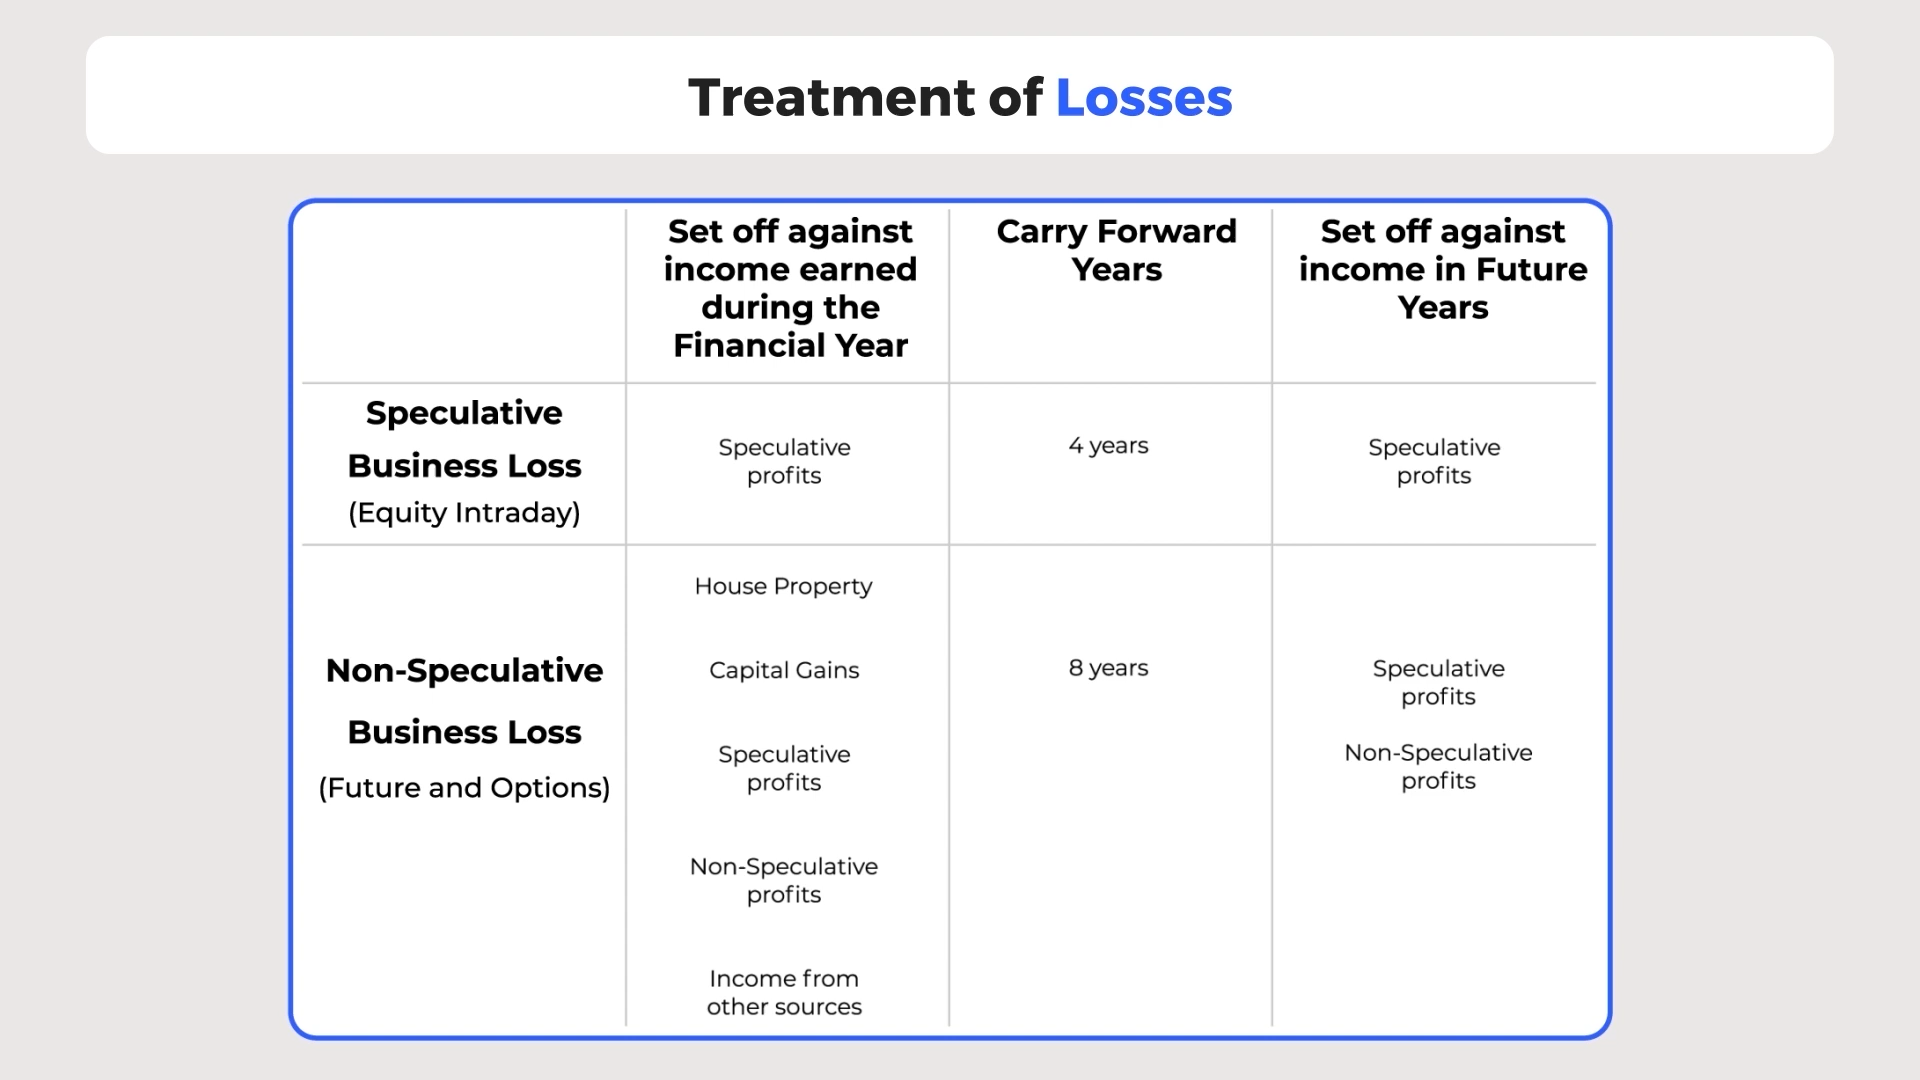 Treatment of Losses
Set off against
income earned
during the
Financial Year
Carry Forward
Years
Set off against
income in Future
Years
Speculative
Business Loss
(Equity Intraday)
Speculative
profits
4 years
Speculative
profits
Non-Speculative
Business Loss
(Future and Options)
House Property
Capital Gains
Speculative
profits
Non-Speculative
profits
Income from
other sources
8 years
Speculative
profits
Non-Speculative
profits